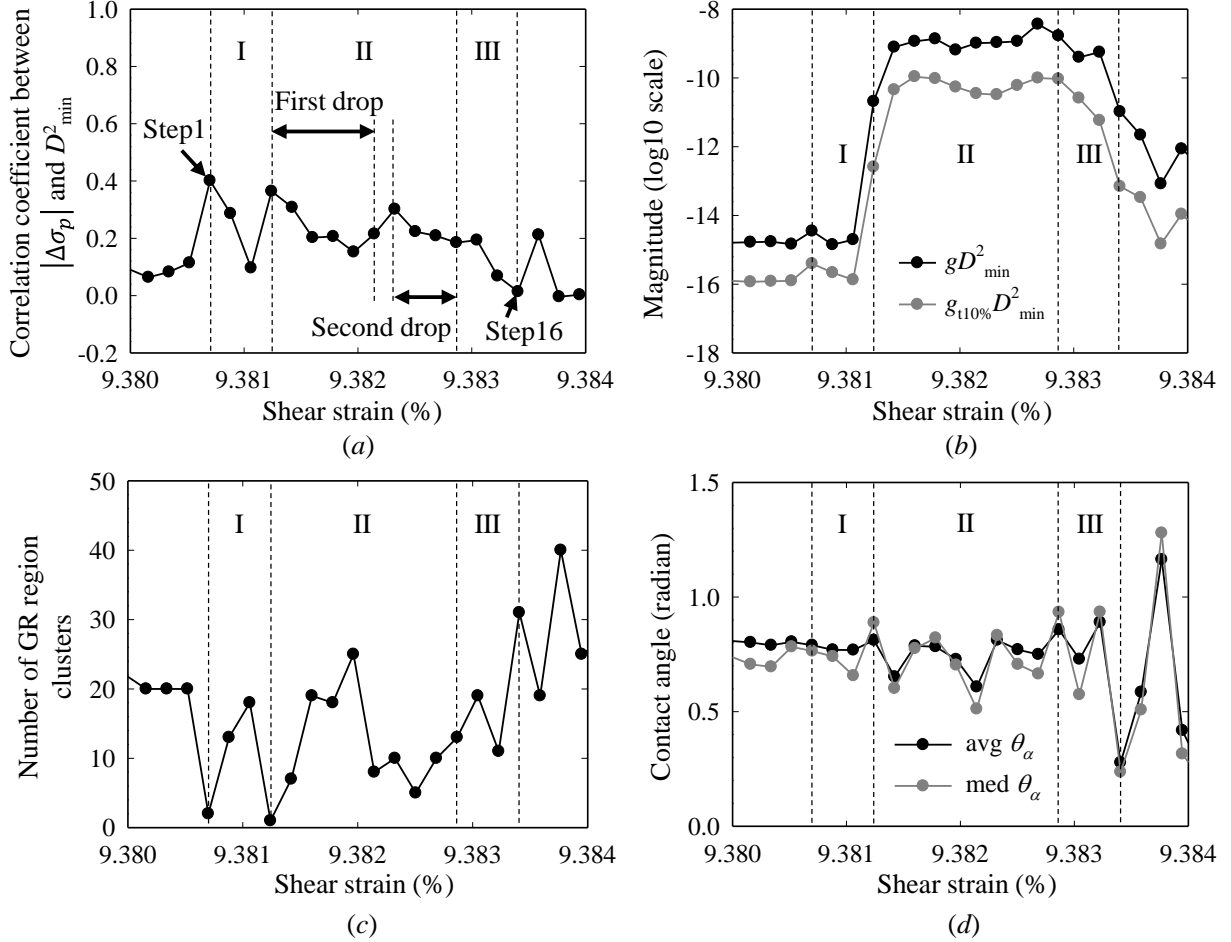 Correlation coefficient between
|Δσp| and D²min
1.0
0.8
0.6
0.4
0.2
0.0
-0.2
I
II
III
First drop
Step1
Second drop
Step16
9.380
9.381
9.382
9.383
9.384
Shear strain (%)
(a)
Magnitude (log10 scale)
-8
-10
-12
-14
-16
-18
I
II
III
gD²min
gt10%D²min
9.380
9.381
9.382
9.383
9.384
Shear strain (%)
(b)
Number of GR region
clusters
50
40
30
20
10
0
I
II
III
9.380
9.381
9.382
9.383
9.384
Shear strain (%)
(c)
Contact angle (radian)
1.5
1.0
0.5
0.0
I
II
III
avg θα
med θα
9.380
9.381
9.382
9.383
9.384
Shear strain (%)
(d)